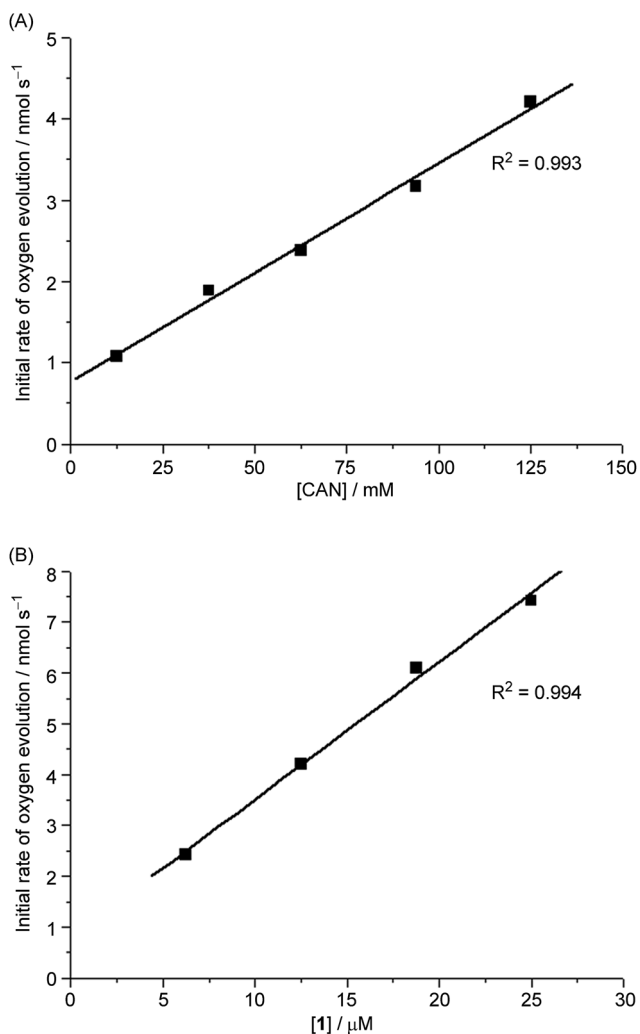 (A)
5
4
3
2
1
0
Initial rate of oxygen evolution / nmol s⁻¹
R² = 0.993
0 25 50 75 100 125 150
[CAN] / mM
(B)
8
7
6
5
4
3
2
1
0
Initial rate of oxygen evolution / nmol s⁻¹
R² = 0.994
0 5 10 15 20 25 30
[1] / μM